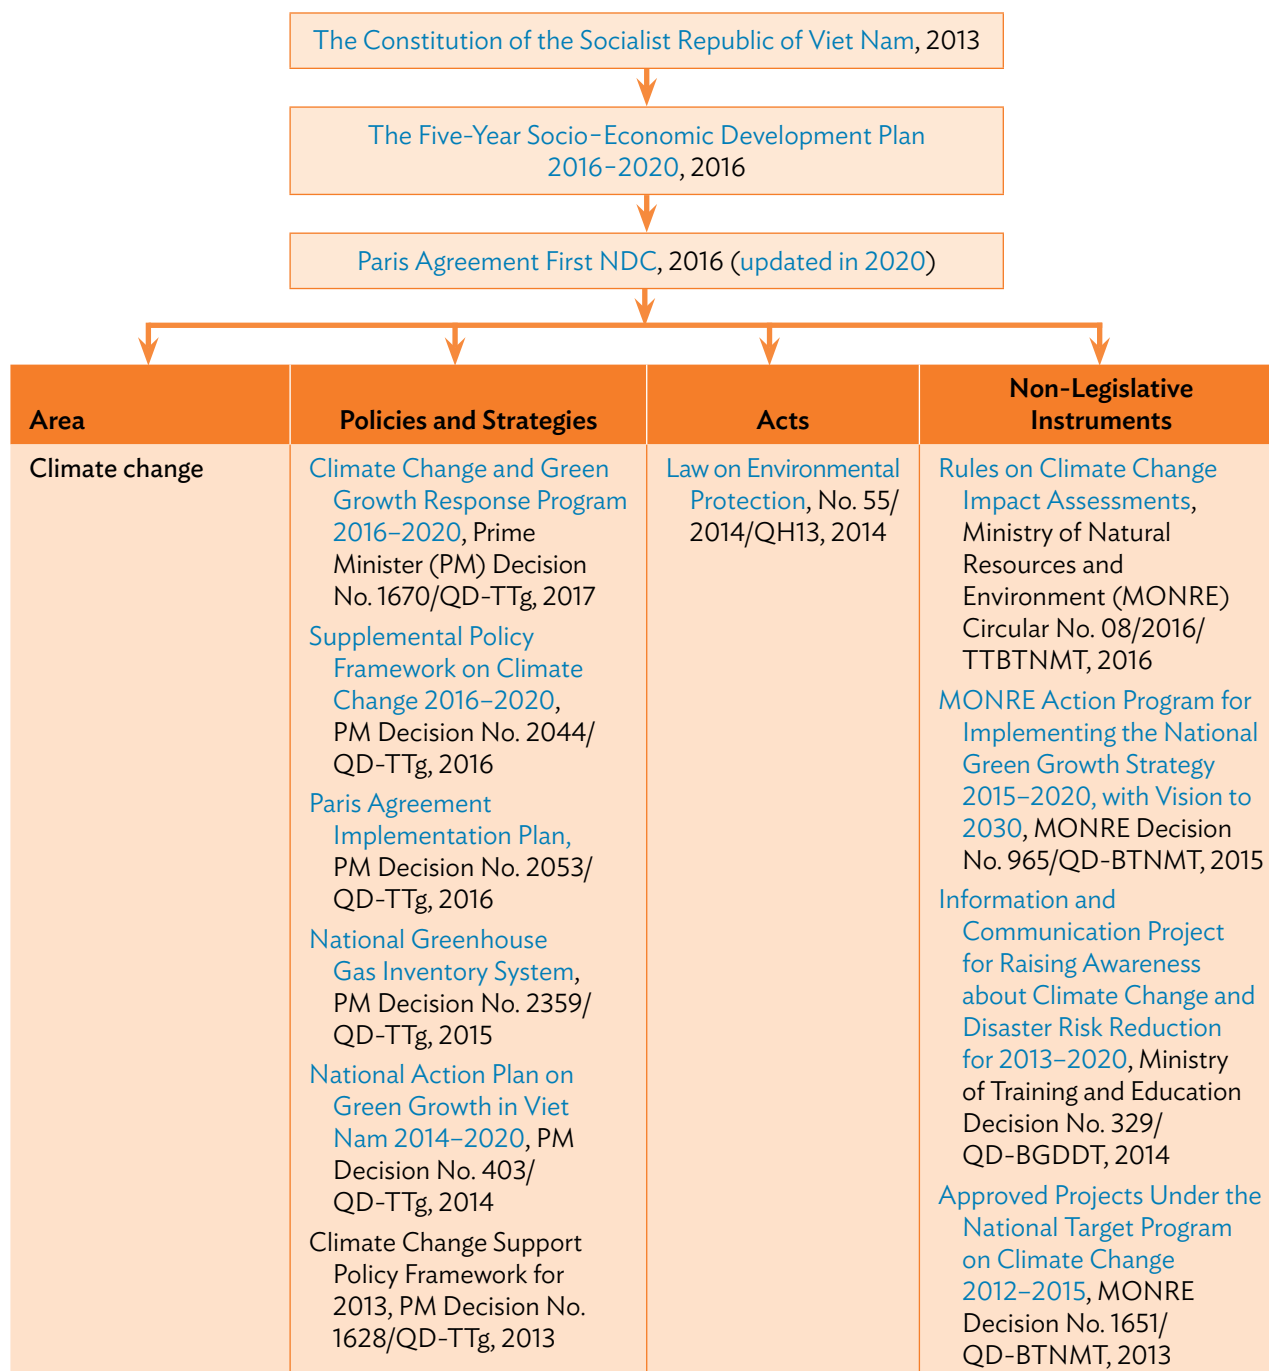 The Constitution of the Socialist Republic of Viet Nam, 2013
The Five-Year Socio-Economic Development Plan
2016-2020, 2016
Paris Agreement First NDC, 2016 (updated in 2020)
Area
Policies and Strategies
Acts
Non-Legislative
Instruments
Climate change
Climate Change and Green
Growth Response Program
2016–2020, Prime
Minister (PM) Decision
No. 1670/QD-TTg, 2017
Supplemental Policy
Framework on Climate
Change 2016–2020,
PM Decision No. 2044/
QD-TTg, 2016
Paris Agreement
Implementation Plan,
PM Decision No. 2053/
QD-TTg, 2016
National Greenhouse
Gas Inventory System,
PM Decision No. 2359/
QD-TTg, 2015
National Action Plan on
Green Growth in Viet
Nam 2014–2020, PM
Decision No. 403/
QD-TTg, 2014
Climate Change Support
Policy Framework for
2013, PM Decision No.
1628/QD-TTg, 2013
Law on Environmental
Protection, No. 55/
2014/QH13, 2014
Rules on Climate Change
Impact Assessments,
Ministry of Natural
Resources and
Environment (MONRE)
Circular No. 08/2016/
TTBTNMT, 2016
MONRE Action Program for
Implementing the National
Green Growth Strategy
2015–2020, with Vision to
2030, MONRE Decision
No. 965/QD-BTNMT, 2015
Information and
Communication Project
for Raising Awareness
about Climate Change and
Disaster Risk Reduction
for 2013–2020, Ministry
of Training and Education
Decision No. 329/
QD-BGDDT, 2014
Approved Projects Under the
National Target Program
on Climate Change
2012–2015, MONRE
Decision No. 1651/
QD-BTNMT, 2013